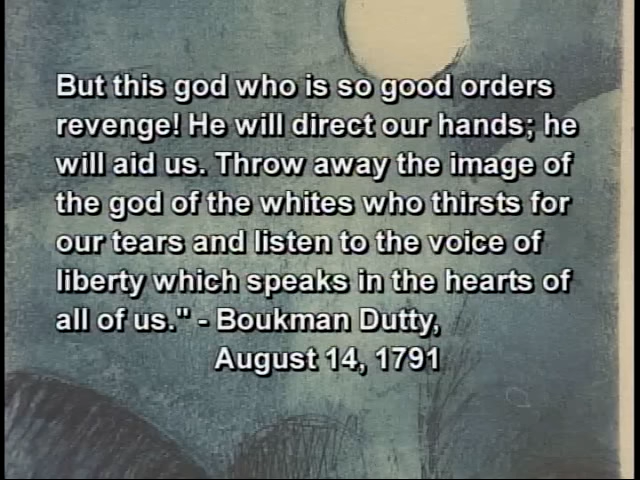 But this god who is so good orders
revenge! He will direct our hands; he
will aid us. Throw away the image of
the god of the whites who thirsts for
our tears and listen to the voice of
liberty which speaks in the hearts of
all of us." - Boukman Dutty,
August 14, 1791